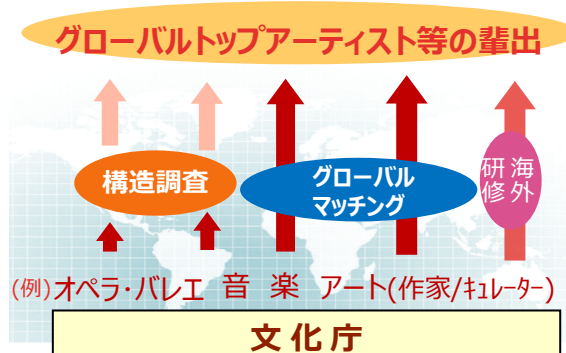 グローバルトップアーティスト等の輩出
構造調査
グローバル
マッチング
海外
研修
(例)オペラ・バレエ 音 楽 アート(作家/ｷｭﾚｰﾀｰ)
文 化 庁